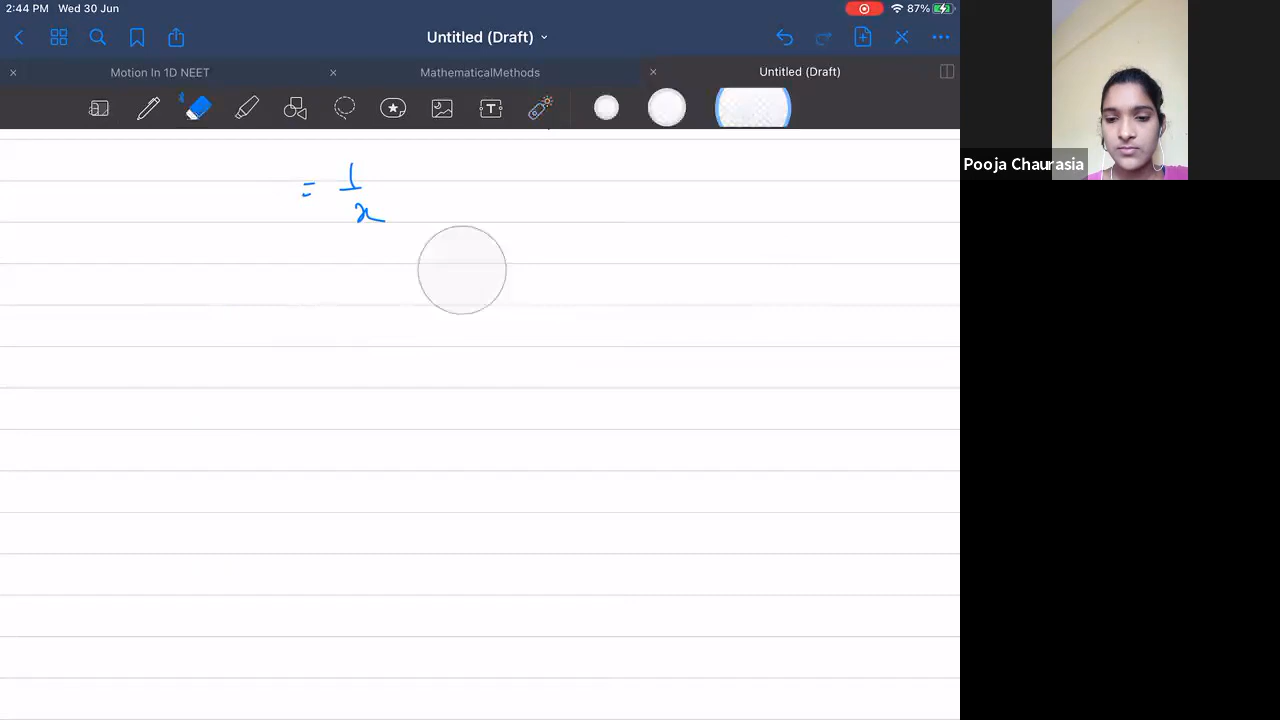 2:44 PM Wed 30 Jun 87%
Untitled (Draft)
Motion In 1D NEET MathematicalMethods Untitled (Draft)
T
= 1/x
Pooja Chaurasia